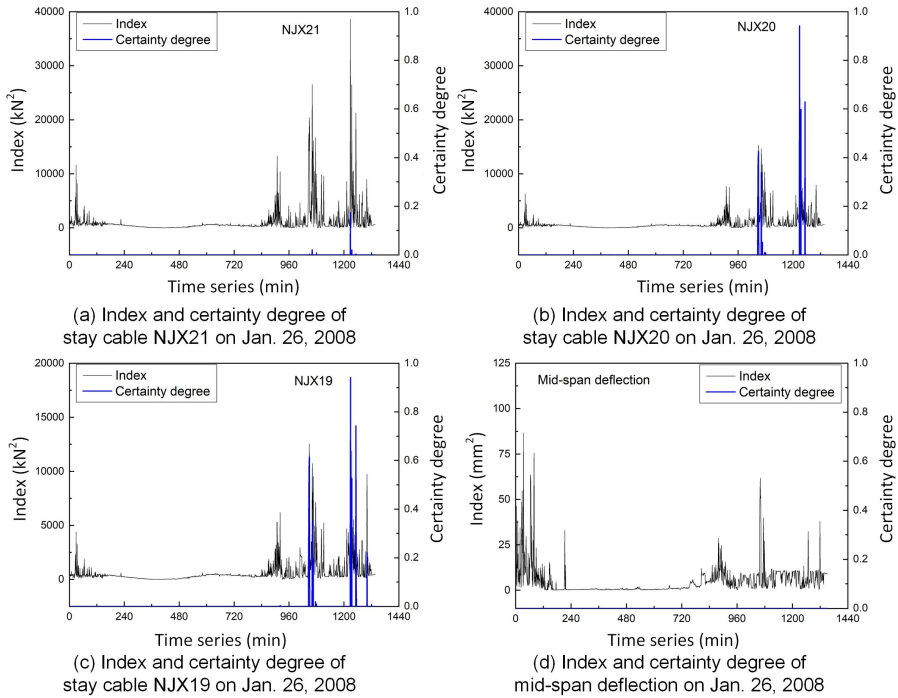 40000
30000
20000
10000
0
Index (kN²)
Index
Certainty degree
NJX21
1.0
0.8
0.6
0.4
0.2
0.0
Certainty degree
0 240 480 720 960 1200 1440
Time series (min)
(a) Index and certainty degree of
stay cable NJX21 on Jan. 26, 2008
40000
30000
20000
10000
0
Index (kN²)
Index
Certainty degree
NJX20
1.0
0.8
0.6
0.4
0.2
0.0
Certainty degree
0 240 480 720 960 1200 1440
Time series (min)
(b) Index and certainty degree of
stay cable NJX20 on Jan. 26, 2008
20000
15000
10000
5000
0
Index (kN²)
Index
Certainty degree
NJX19
1.0
0.8
0.6
0.4
0.2
0.0
Certainty degree
0 240 480 720 960 1200 1440
Time series (min)
(c) Index and certainty degree of
stay cable NJX19 on Jan. 26, 2008
125
100
75
50
25
0
Index (mm²)
Mid-span deflection
Index
Certainty degree
1.0
0.8
0.6
0.4
0.2
0.0
Certainty degree
0 240 480 720 960 1200 1440
Time series (min)
(d) Index and certainty degree of
mid-span deflection on Jan. 26, 2008